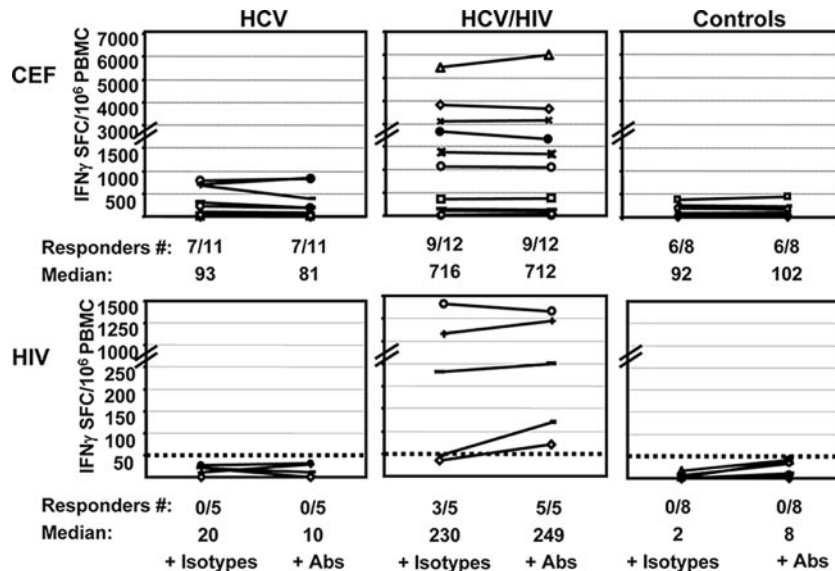 HCV HCV/HIV Controls
CEF
IFNγ SFC/10⁶ PBMC
7000
6000
5000
4000
3000
1500
1000
500
Responders #: 7/11 7/11 9/12 9/12 6/8 6/8
Median: 93 81 716 712 92 102
HIV
IFNγ SFC/10⁶ PBMC
1500
1250
1000
250
200
150
100
50
Responders #: 0/5 0/5 3/5 5/5 0/8 0/8
Median: 20 10 230 249 2 8
+ Isotypes + Abs + Isotypes + Abs + Isotypes + Abs